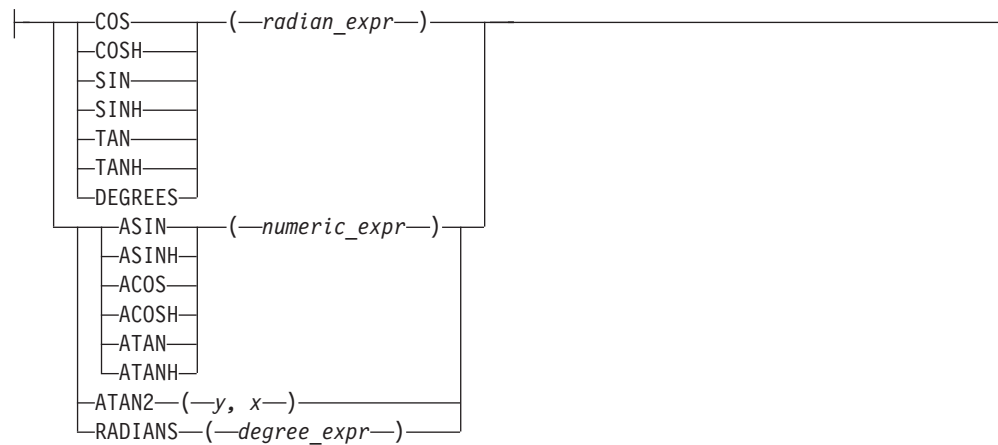 COS ( radian_expr )
COSH
SIN
SINH
TAN
TANH
DEGREES
ASIN ( numeric_expr )
ASINH
ACOS
ACOSH
ATAN
ATANH
ATAN2 ( y, x )
RADIANS ( degree_expr )